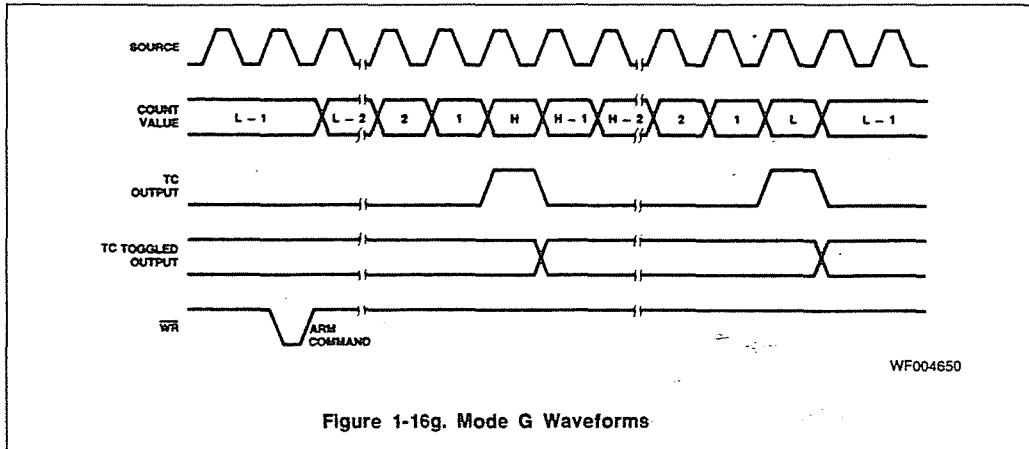 SOURCE
COUNT
VALUE
L – 1
L – 2
2
1
H
H – 1
H – 2
2
1
L
L – 1
TC
OUTPUT
TC TOGGLED
OUTPUT
WR
ARM
COMMAND
WF004650
Figure 1-16g. Mode G Waveforms